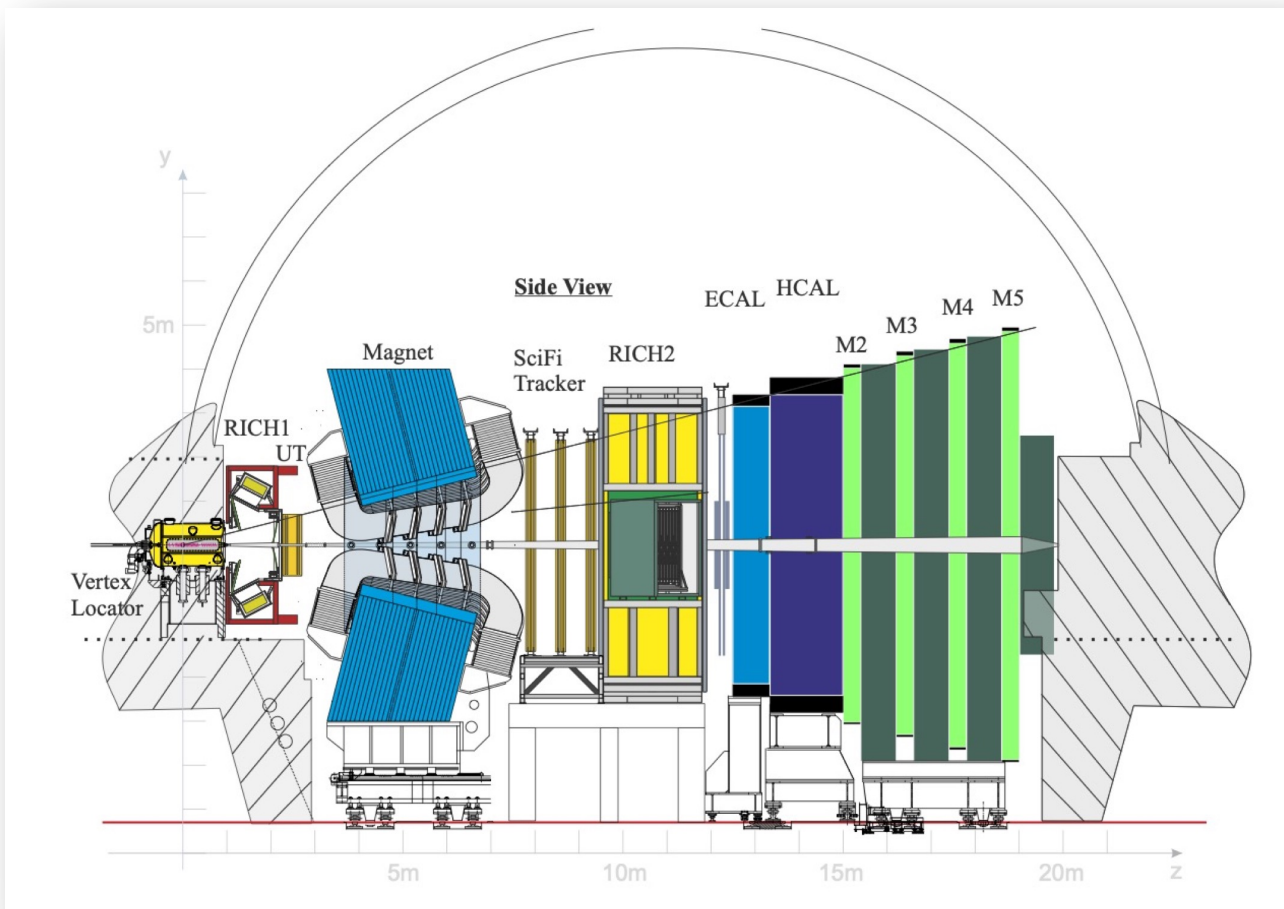 y
Side View
ECAL
HCAL
M5
M4
5m
M3
M2
Magnet
SciFi
Tracker
RICH2
RICH1
UT
Vertex
Locator
5m
10m
15m
20m
z